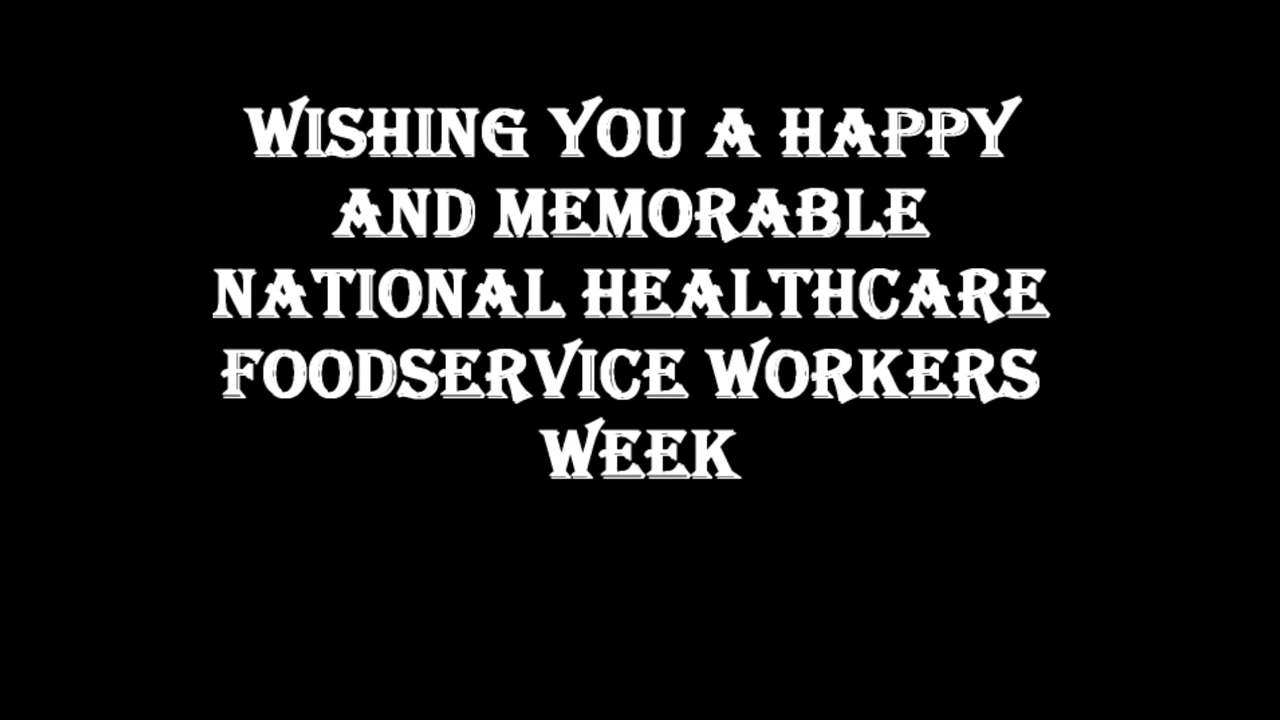 WISHING YOU A HAPPY
AND MEMORABLE
NATIONAL HEALTHCARE
FOODSERVICE WORKERS
WEEK